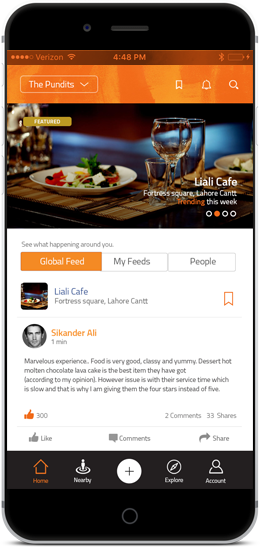 Verizon 4:48 PM
The Pundits
FEATURED
Liali Cafe
Fortress square, Lahore Cantt
Trending this week
See what happening around you.
Global Feed My Feeds People
Liali Cafe
Fortress square, Lahore Cantt
Sikander Ali
1 min
Marvelous experience.. Food is very good, classy and yummy. Dessert hot
molten chocolate lava cake is the best item they have got
(according to my opinion). However issue is with their service time which
is slow and that is why I am giving them the four stars instead of five.
300 2 Comments 33 Shares
Like Comments Share
Home Nearby Explore Account